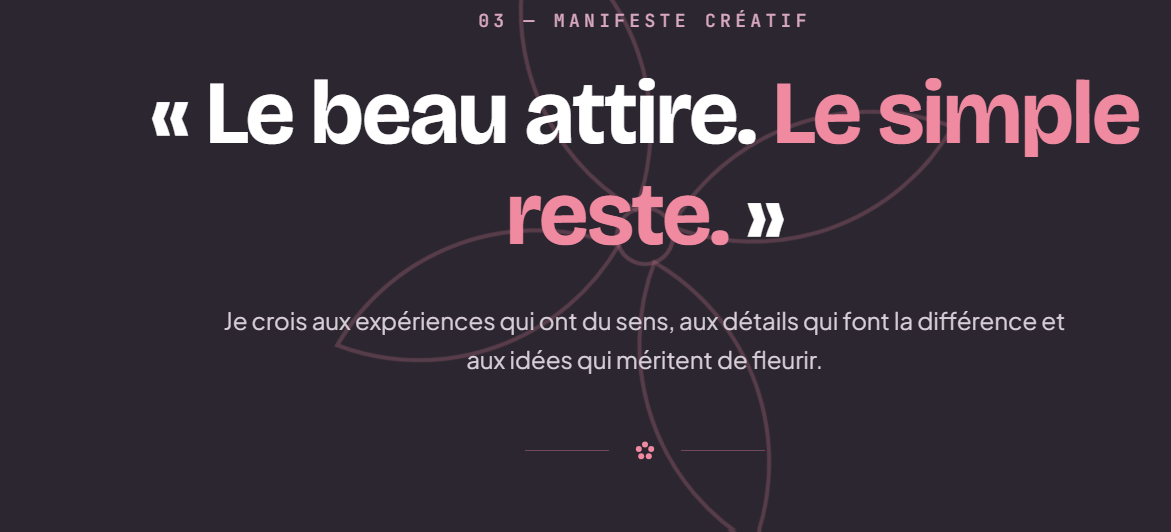 03 — MANIFESTE CRÉATIF
« Le beau attire. Le simple
reste. »
Je crois aux expériences qui ont du sens, aux détails qui font la différence et
aux idées qui méritent de fleurir.